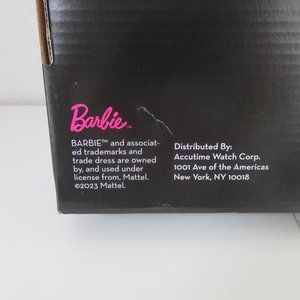 Barbie™
BARBIE™ and associat-
ed trademarks and
trade dress are owned
by, and used under
license from, Mattel.
©2023 Mattel.
Distributed By:
Accutime Watch Corp.
1001 Ave of the Americas
New York, NY 10018